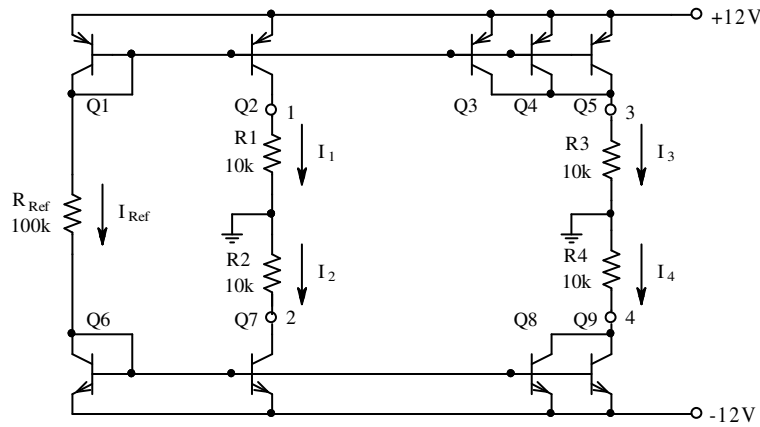 +12V
Q1
Q2
1
Q3
Q4
Q5
3
R1
10k
I1
R3
10k
I3
RRef
100k
IRef
R2
10k
I2
R4
10k
I4
Q6
Q7
2
Q8
Q9
4
-12V